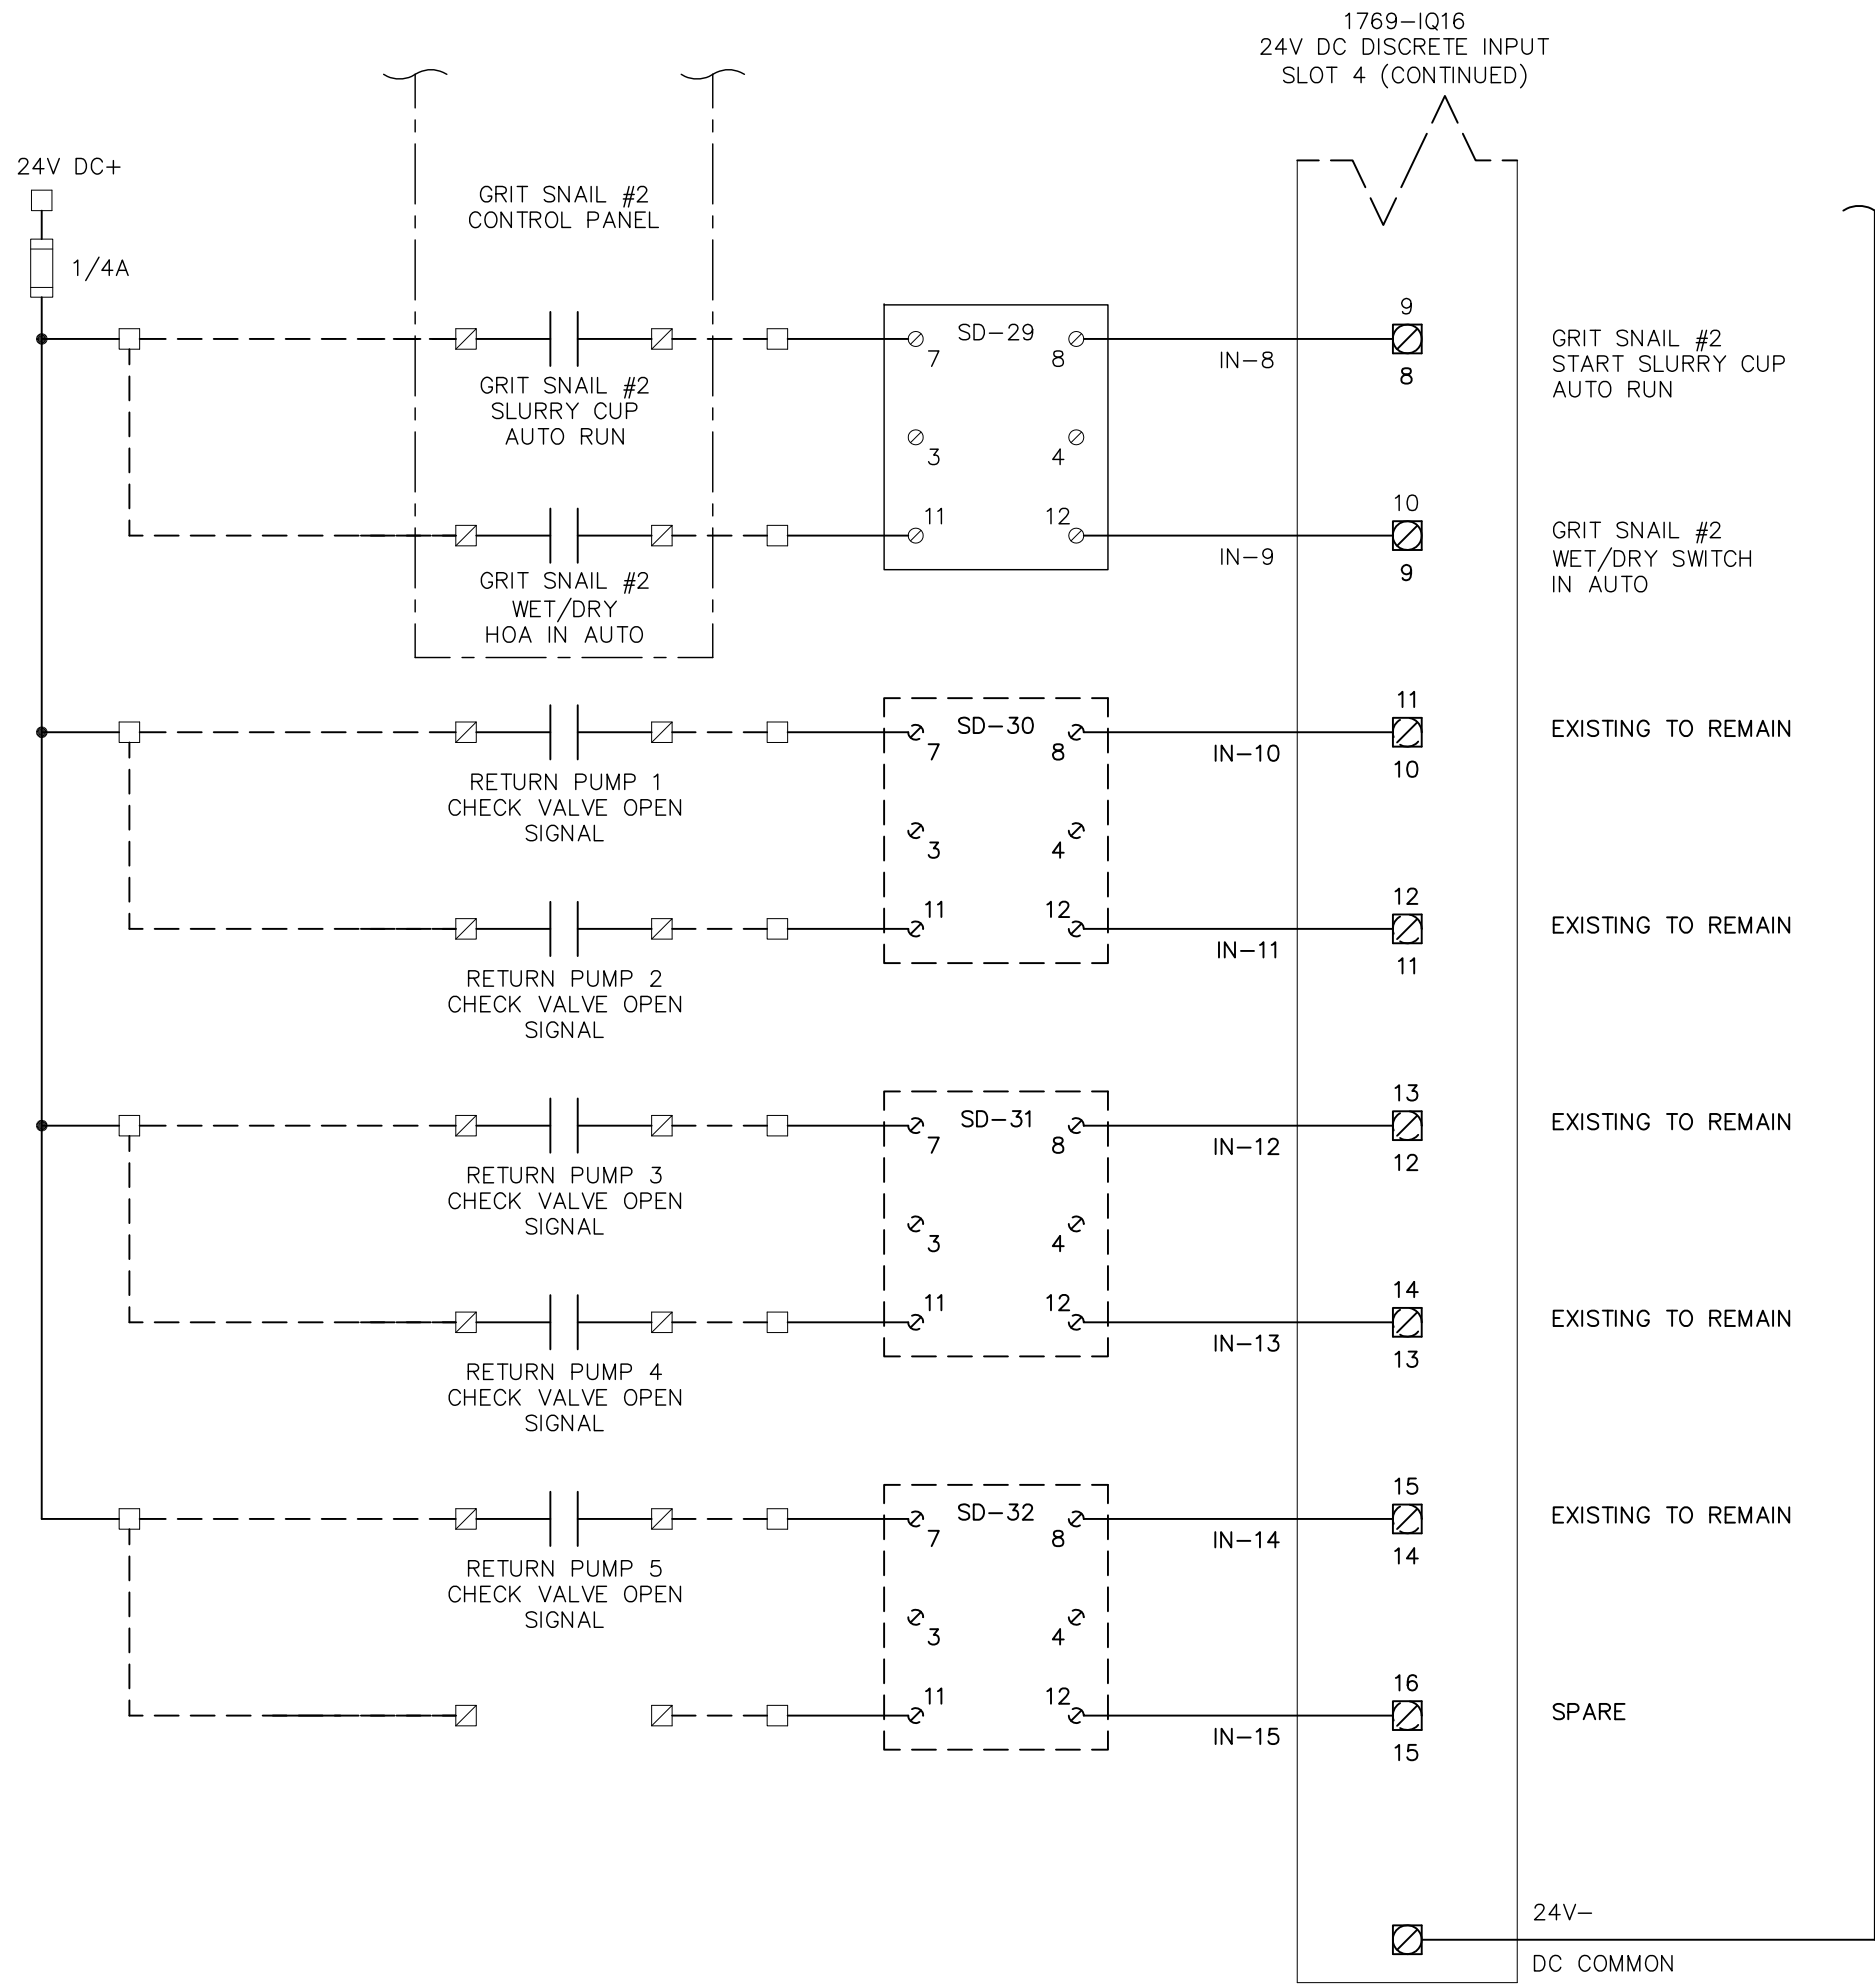 1769-IQ16
24V DC DISCRETE INPUT
SLOT 4 (CONTINUED)
24V DC+
1/4A
GRIT SNAIL #2
CONTROL PANEL
GRIT SNAIL #2
SLURRY CUP
AUTO RUN
SD-29
7
8
3
4
11
12
IN-8
9
8
GRIT SNAIL #2
START SLURRY CUP
AUTO RUN
GRIT SNAIL #2
WET/DRY
HOA IN AUTO
IN-9
10
9
GRIT SNAIL #2
WET/DRY SWITCH
IN AUTO
RETURN PUMP 1
CHECK VALVE OPEN
SIGNAL
SD-30
7
8
3
4
11
12
IN-10
11
10
EXISTING TO REMAIN
RETURN PUMP 2
CHECK VALVE OPEN
SIGNAL
IN-11
12
11
EXISTING TO REMAIN
RETURN PUMP 3
CHECK VALVE OPEN
SIGNAL
SD-31
7
8
3
4
11
12
IN-12
13
12
EXISTING TO REMAIN
RETURN PUMP 4
CHECK VALVE OPEN
SIGNAL
IN-13
14
13
EXISTING TO REMAIN
RETURN PUMP 5
CHECK VALVE OPEN
SIGNAL
SD-32
7
8
3
4
11
12
IN-14
15
14
EXISTING TO REMAIN
IN-15
16
15
SPARE
24V-
DC COMMON